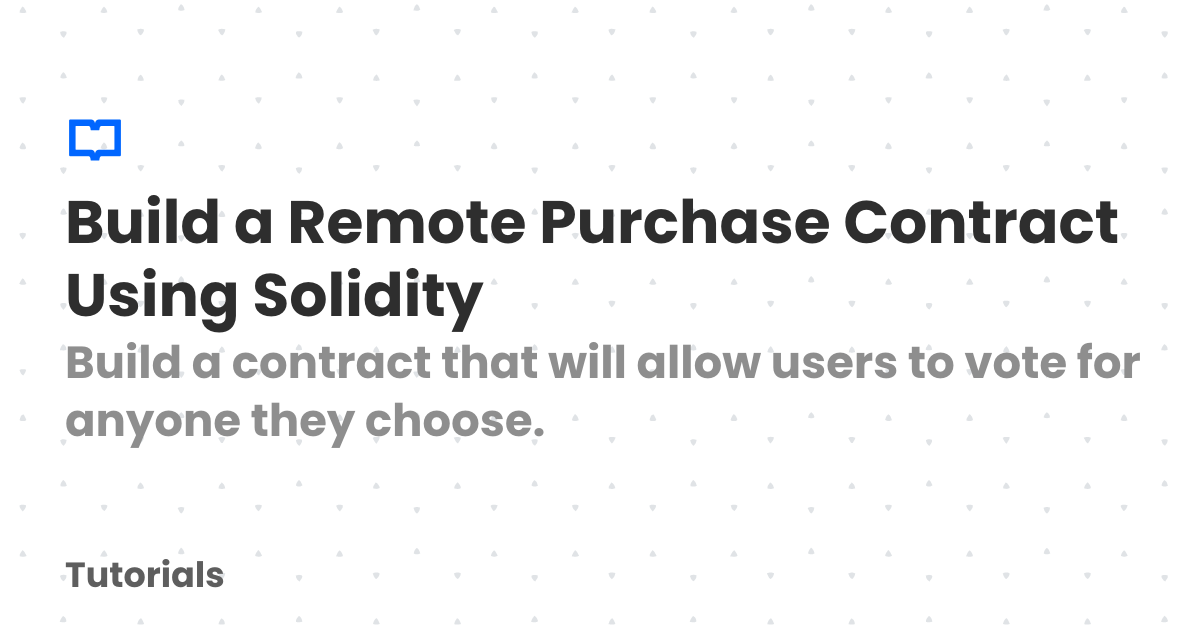 Build a Remote Purchase Contract
Using Solidity
Build a contract that will allow users to vote for
anyone they choose.
Tutorials